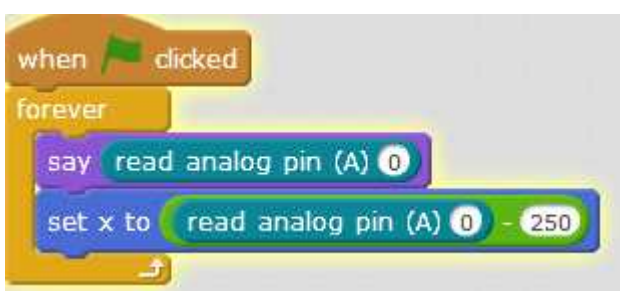 when clicked
forever
say read analog pin (A) 0
set x to read analog pin (A) 0 - 250